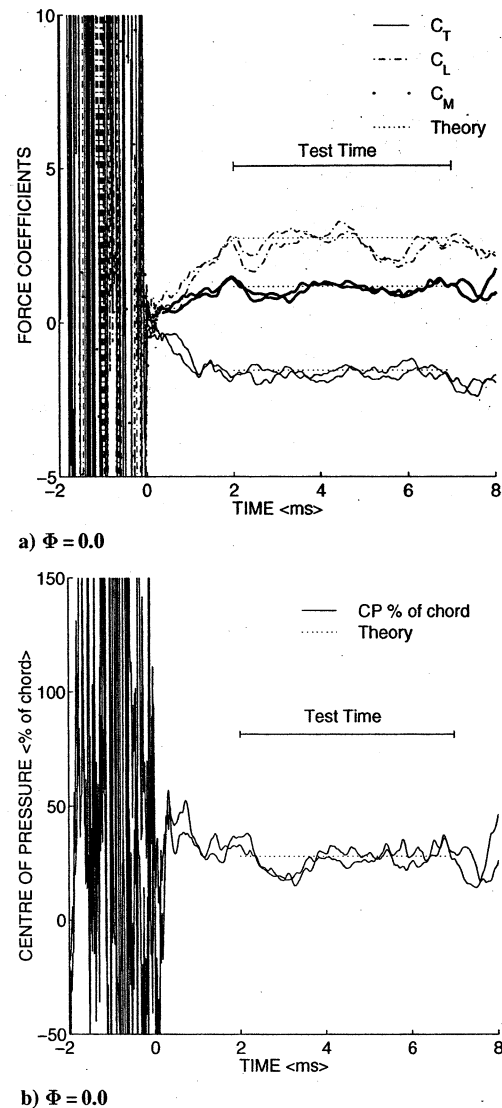 10
5
0
−5
FORCE COEFFICIENTS
C_T
C_L
C_M
Theory
Test Time
−2 0 2 4 6 8
TIME <ms>
a) Φ = 0.0
150
100
50
0
−50
CENTRE OF PRESSURE <% of chord>
CP % of chord
Theory
Test Time
−2 0 2 4 6 8
TIME <ms>
b) Φ = 0.0